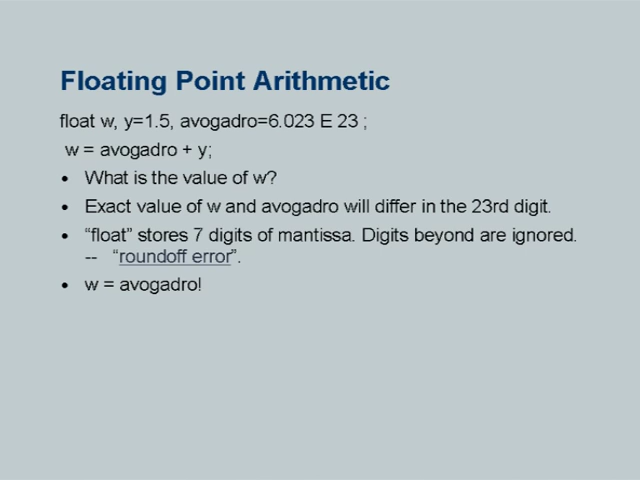 Floating Point Arithmetic
float w, y=1.5, avogadro=6.023 E 23 ;
w = avogadro + y;
• What is the value of w?
• Exact value of w and avogadro will differ in the 23rd digit.
• “float” stores 7 digits of mantissa. Digits beyond are ignored.
-- “roundoff error”.
• w = avogadro!